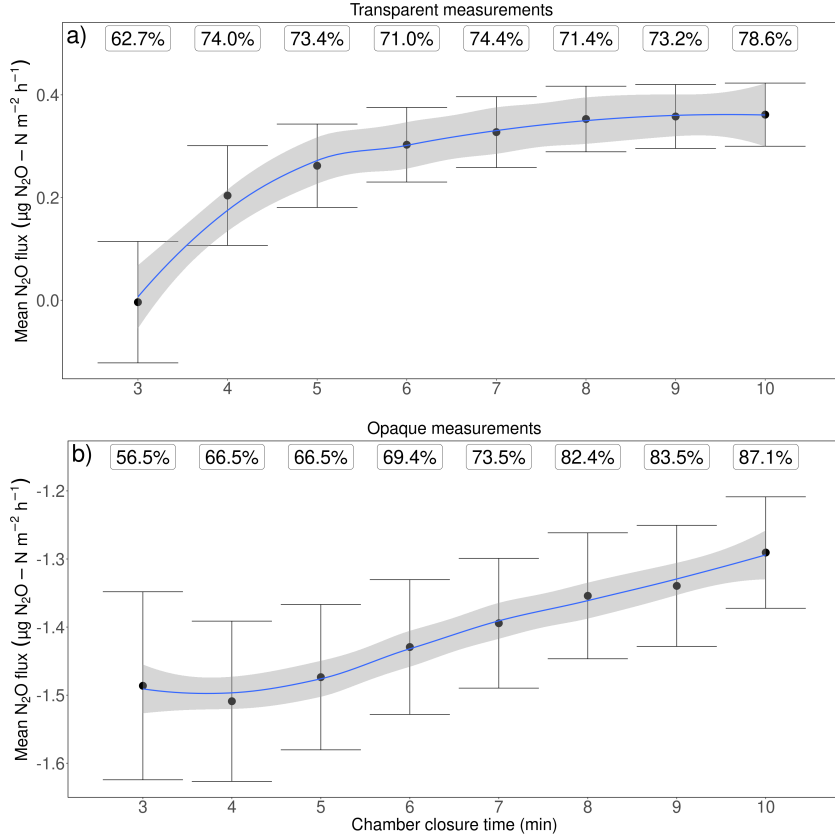 Transparent measurements
a) 62.7% 74.0% 73.4% 71.0% 74.4% 71.4% 73.2% 78.6%
Mean N₂O flux (µg N₂O – N m⁻² h⁻¹)
0.4
0.2
0.0
3 4 5 6 7 8 9 10
Opaque measurements
b) 56.5% 66.5% 66.5% 69.4% 73.5% 82.4% 83.5% 87.1%
Mean N₂O flux (µg N₂O – N m⁻² h⁻¹)
-1.2
-1.3
-1.4
-1.5
-1.6
3 4 5 6 7 8 9 10
Chamber closure time (min)